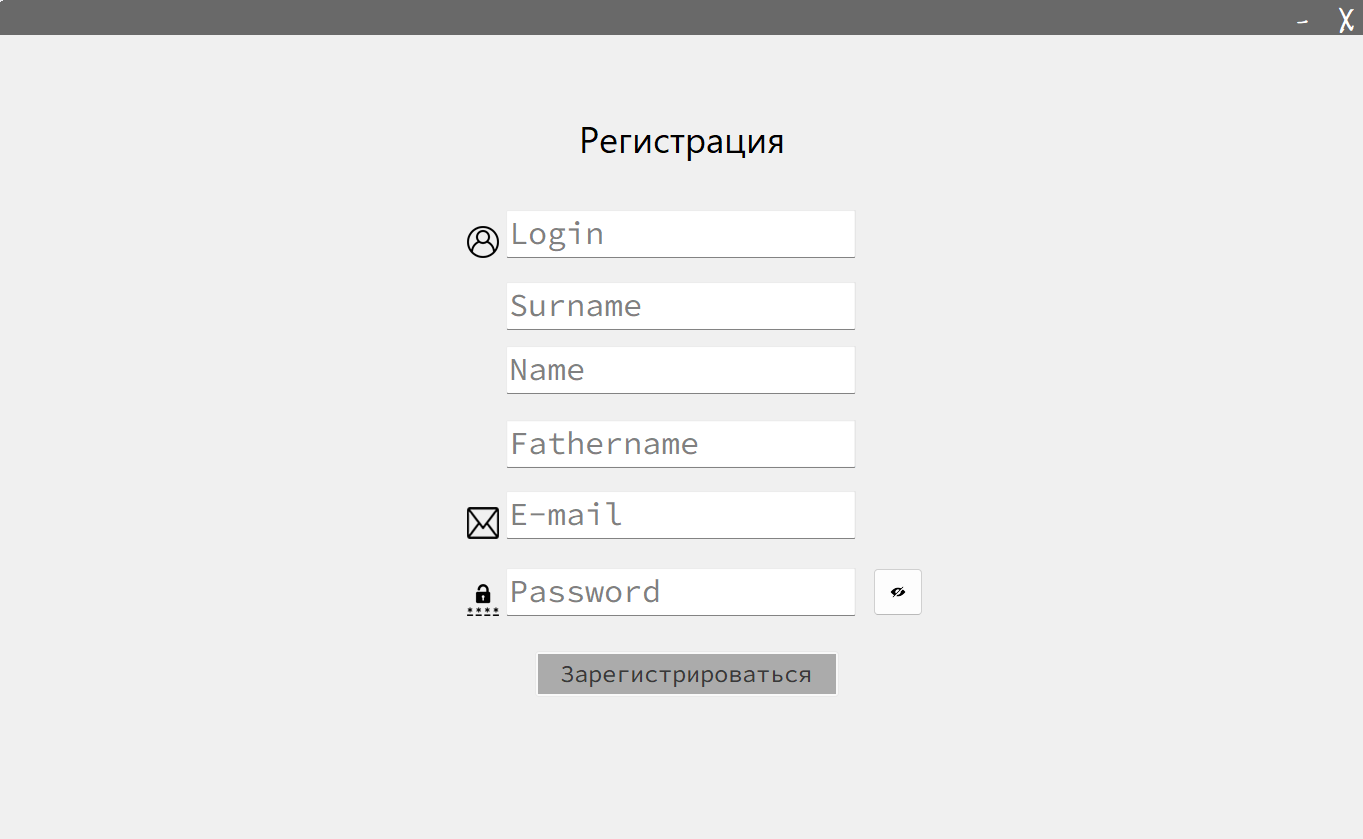 Регистрация
Login
Surname
Name
Fathername
E-mail
Password
Зарегистрироваться